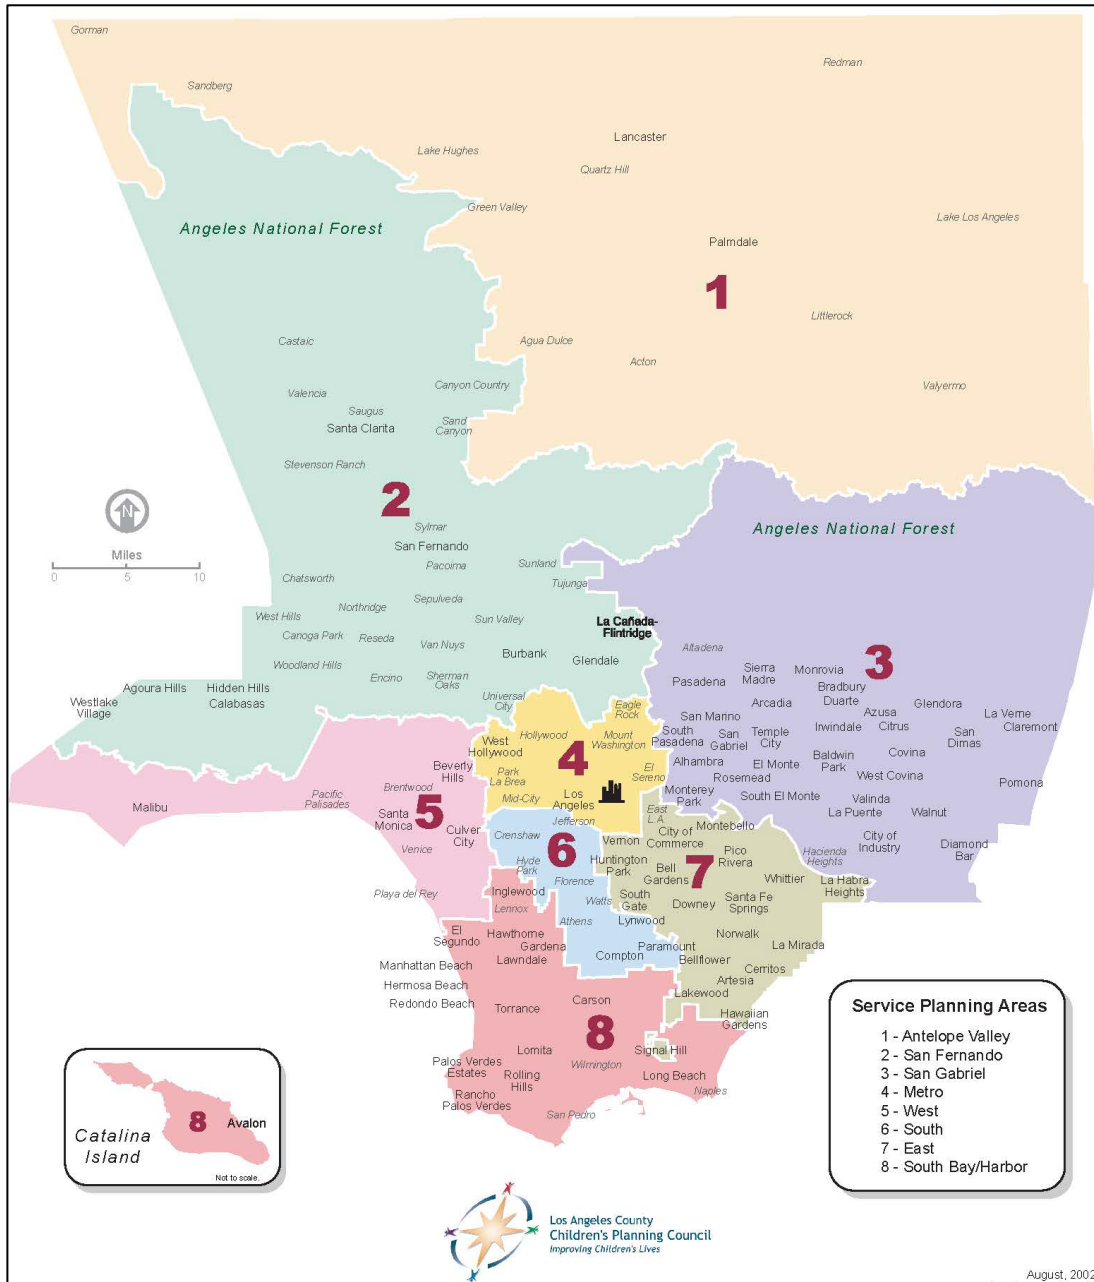 Gorman
Redman
Sandberg
Lancaster
Lake Hughes
Quartz Hill
Green Valley
Lake Los Angeles
Angeles National Forest
Palmdale
1
Littlerock
Castaic
Agua Dulce
Acton
Valencia
Canyon Country
Valyermo
Saugus
Santa Clarita
Sand
Canyon
Stevenson Ranch
2
N
Miles
0 5 10
Sylmar
San Fernando
Pacoima
Angeles National Forest
Sunland
Tujunga
Chatsworth
Sepulveda
Northridge
West Hills
Sun Valley
La Cañada-
Flintridge
Canoga Park
Reseda
Van Nuys
Burbank
Glendale
Woodland Hills
Encino
Sherman
Oaks
Universal
City
Agoura Hills
Hidden Hills
Calabasas
Westlake
Village
Altadena
3
Pasadena
Sierra
Madre
Monrovia
Bradbury
Duarte
Arcadia
Azusa
Glendora
Citrus
La Verne
Claremont
San Marino
South
Pasadena
San
Gabriel
Temple
City
Irwindale
San
Dimas
Covina
Baldwin
Park
Alhambra
El Monte
Rosemead
West Covina
Pomona
Monterey
Park
South El Monte
Valinda
La Puente
Walnut
City of
Industry
Diamond
Bar
Hacienda
Heights
Eagle
Rock
Hollywood
Mount
Washington
West
Hollywood
4
Park
La Brea
El
Sereno
Mid-City
Los
Angeles
Beverly
Hills
Brentwood
Pacific
Palisades
Malibu
Santa
Monica
5
Culver
City
Venice
Playa del Rey
Jefferson
Crenshaw
6
Hyde
Park
Florence
Watts
Athens
Lynwood
Compton
Paramount
East
L.A.
Montebello
City of
Commerce
Vernon
Huntington
Park
Pico
Rivera
Bell
Gardens
7
Whittier
La Habra
Heights
South
Gate
Downey
Santa Fe
Springs
Norwalk
La Mirada
Bellflower
Cerritos
Artesia
Lakewood
Hawaiian
Gardens
Inglewood
Lennox
El
Segundo
Hawthorne
Gardena
Lawndale
Manhattan Beach
Hermosa Beach
Redondo Beach
Torrance
Carson
8
Lomita
Signal Hill
Wilmington
Palos Verdes
Estates
Rolling
Hills
Long Beach
Naples
Rancho
Palos Verdes
San Pedro
Service Planning Areas
1 - Antelope Valley
2 - San Fernando
3 - San Gabriel
4 - Metro
5 - West
6 - South
7 - East
8 - South Bay/Harbor
8
Avalon
Catalina
Island
Not to scale.
Los Angeles County
Children's Planning Council
Improving Children's Lives
August, 2002